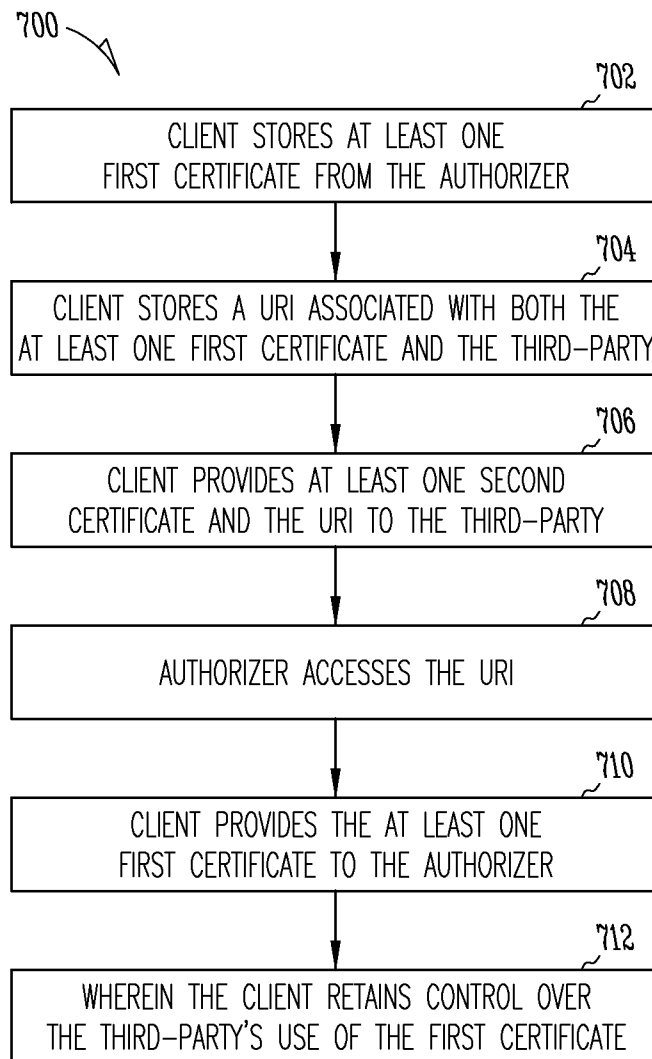 700
702
CLIENT STORES AT LEAST ONE
FIRST CERTIFICATE FROM THE AUTHORIZER
704
CLIENT STORES A URI ASSOCIATED WITH BOTH THE
AT LEAST ONE FIRST CERTIFICATE AND THE THIRD-PARTY
706
CLIENT PROVIDES AT LEAST ONE SECOND
CERTIFICATE AND THE URI TO THE THIRD-PARTY
708
AUTHORIZER ACCESSES THE URI
710
CLIENT PROVIDES THE AT LEAST ONE
FIRST CERTIFICATE TO THE AUTHORIZER
712
WHEREIN THE CLIENT RETAINS CONTROL OVER
THE THIRD-PARTY'S USE OF THE FIRST CERTIFICATE